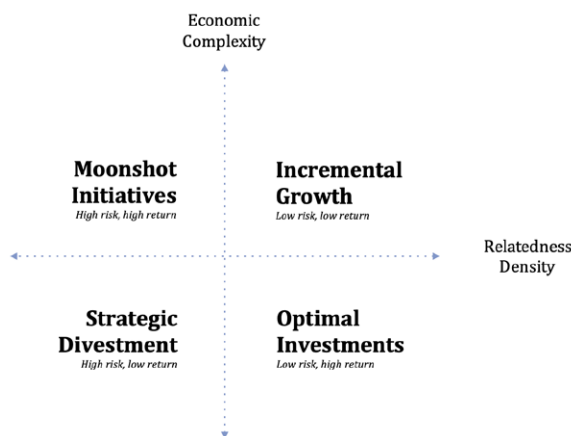 Economic
Complexity
Moonshot
Initiatives
High risk, high return
Incremental
Growth
Low risk, low return
Relatedness
Density
Strategic
Divestment
High risk, low return
Optimal
Investments
Low risk, high return